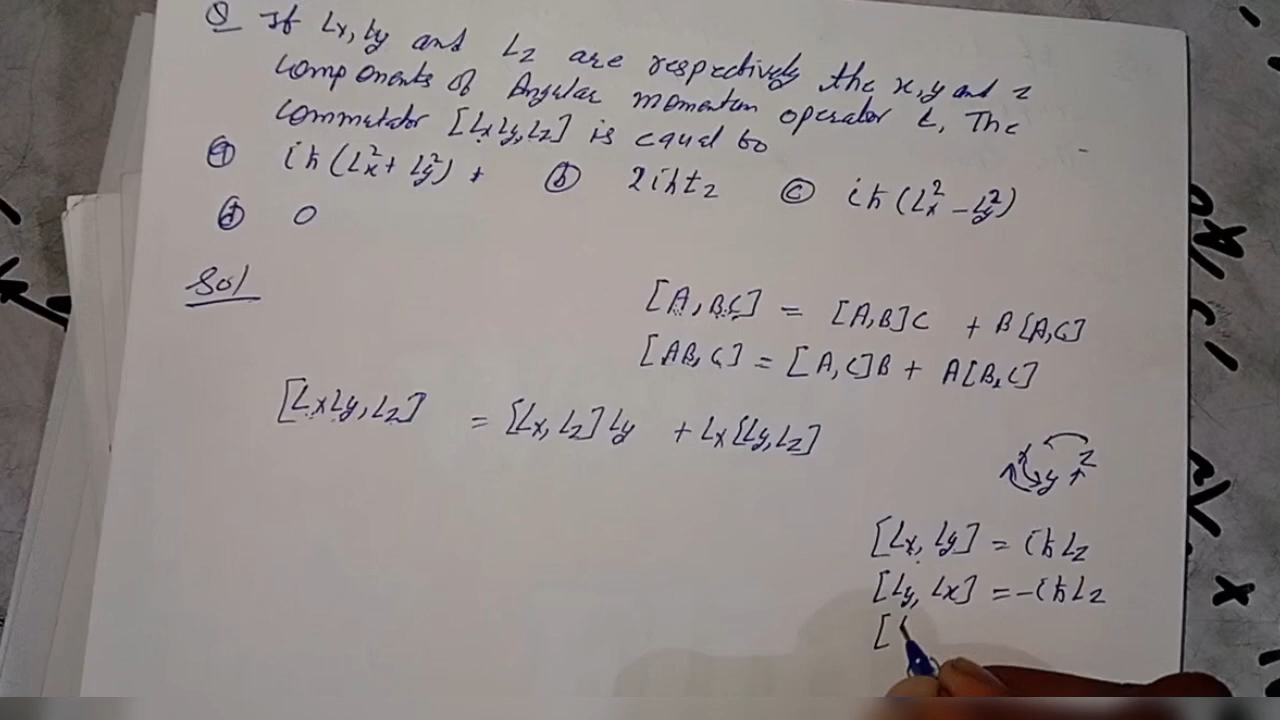 Q If Lx, Ly and Lz are respectively the x, y and z
components of Angular momentum operator L, The
Commutator [LxLy, Lz] is equal to
a iħ (Lx² + Ly²) b 2iħLz c iħ (Lx² - Ly²)
d 0
Sol
[A, BC] = [A,B]C + B[A,C]
[AB, C] = [A,C]B + A[B,C]
[LxLy, Lz] = [Lx, Lz] Ly + Lx[Ly, Lz]
x z
y
[Lx, Ly] = iħLz
[Ly, Lx] = -iħLz
[